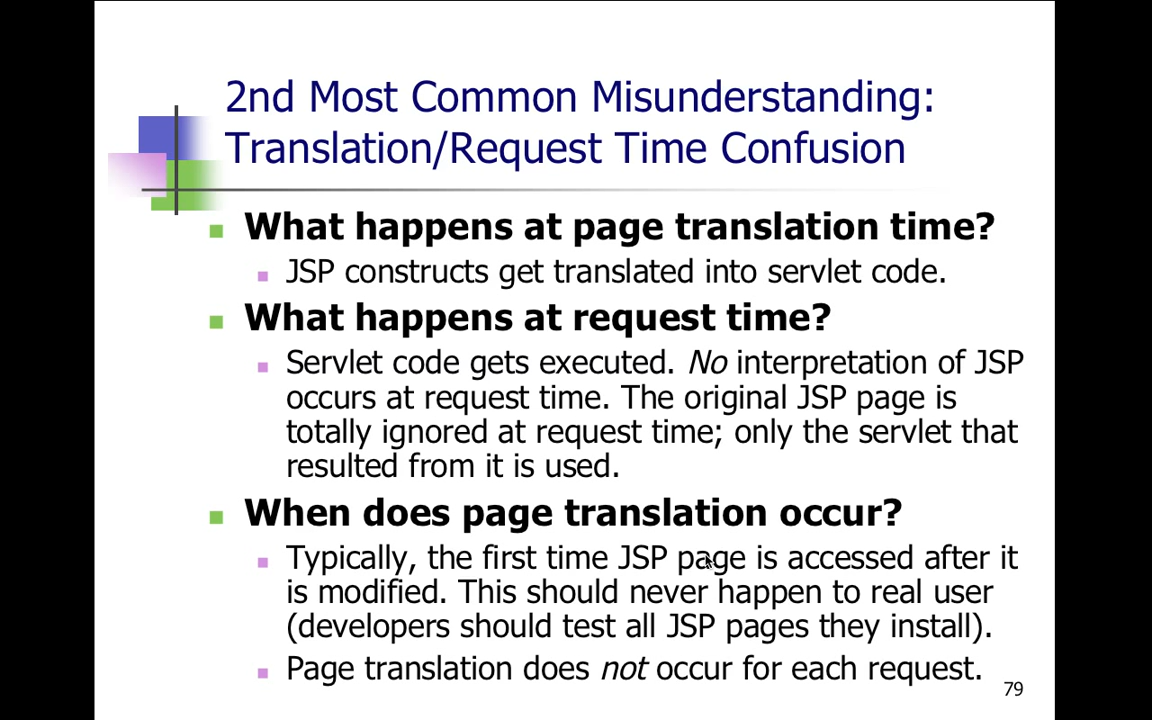 2nd Most Common Misunderstanding:
Translation/Request Time Confusion
What happens at page translation time?
JSP constructs get translated into servlet code.
What happens at request time?
Servlet code gets executed. No interpretation of JSP
occurs at request time. The original JSP page is
totally ignored at request time; only the servlet that
resulted from it is used.
When does page translation occur?
Typically, the first time JSP page is accessed after it
is modified. This should never happen to real user
(developers should test all JSP pages they install).
Page translation does not occur for each request.
79